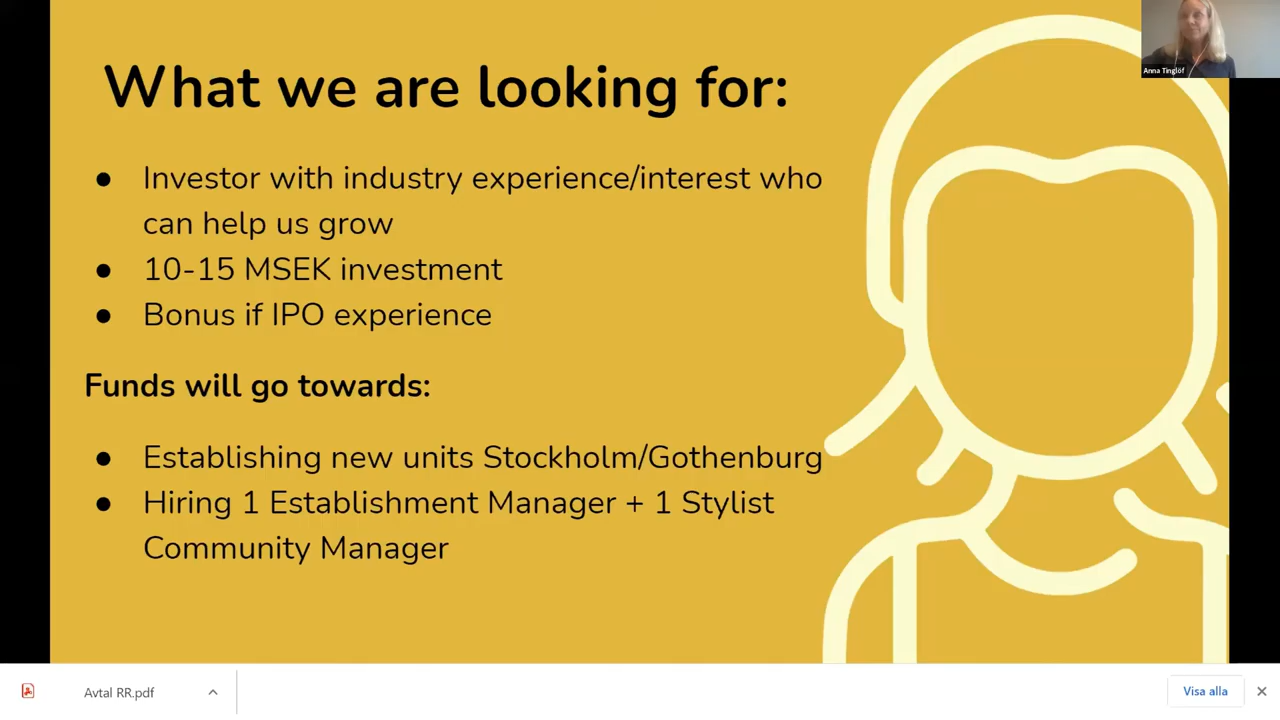 What we are looking for:
● Investor with industry experience/interest who
can help us grow
● 10-15 MSEK investment
● Bonus if IPO experience
Funds will go towards:
● Establishing new units Stockholm/Gothenburg
● Hiring 1 Establishment Manager + 1 Stylist
Community Manager
Anna Tinglöf
Avtal RR.pdf
Visa alla